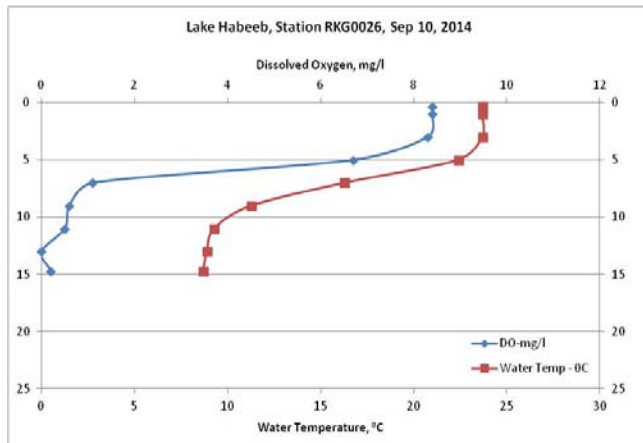 Lake Habeeb, Station RKG0026, Sep 10, 2014
Dissolved Oxygen, mg/l
0 2 4 6 8 10 12
0 0
5 5
10 10
15 15
20 20
25 25
DO-mg/l
Water Temp - 0C
0 5 10 15 20 25 30
Water Temperature, ⁰C